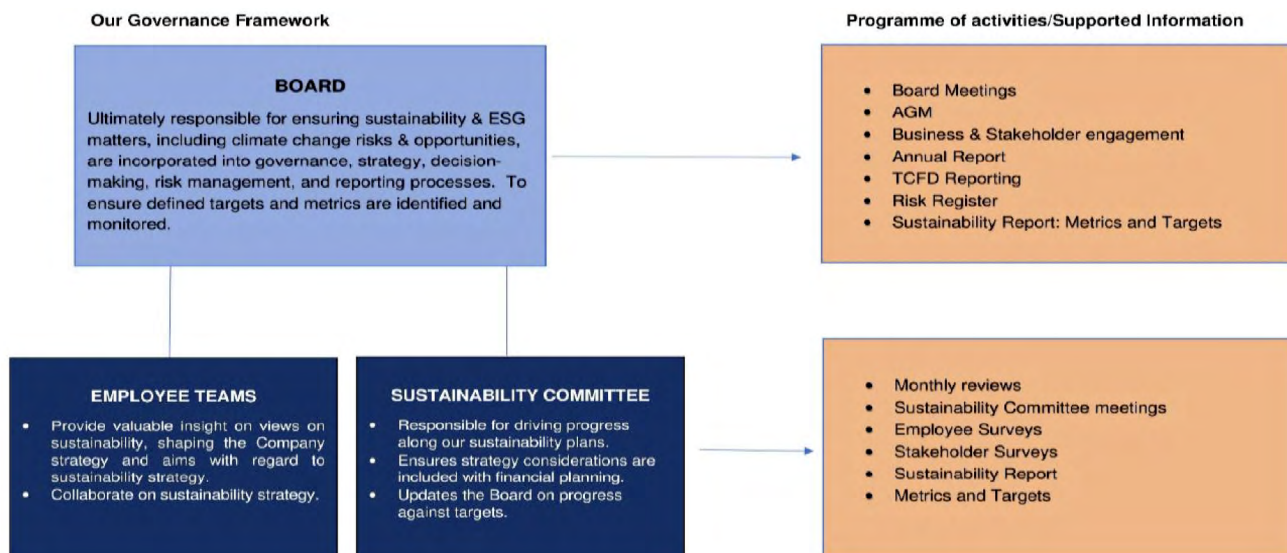 Our Governance Framework
Programme of activities/Supported Information
BOARD
Ultimately responsible for ensuring sustainability & ESG
matters, including climate change risks & opportunities,
are incorporated into governance, strategy, decision-
making, risk management, and reporting processes. To
ensure defined targets and metrics are identified and
monitored.
• Board Meetings
• AGM
• Business & Stakeholder engagement
• Annual Report
• TCFD Reporting
• Risk Register
• Sustainability Report: Metrics and Targets
EMPLOYEE TEAMS
• Provide valuable insight on views on
sustainability, shaping the Company
strategy and aims with regard to
sustainability strategy.
• Collaborate on sustainability strategy.
SUSTAINABILITY COMMITTEE
• Responsible for driving progress
along our sustainability plans.
• Ensures strategy considerations are
included with financial planning.
• Updates the Board on progress
against targets.
• Monthly reviews
• Sustainability Committee meetings
• Employee Surveys
• Stakeholder Surveys
• Sustainability Report
• Metrics and Targets